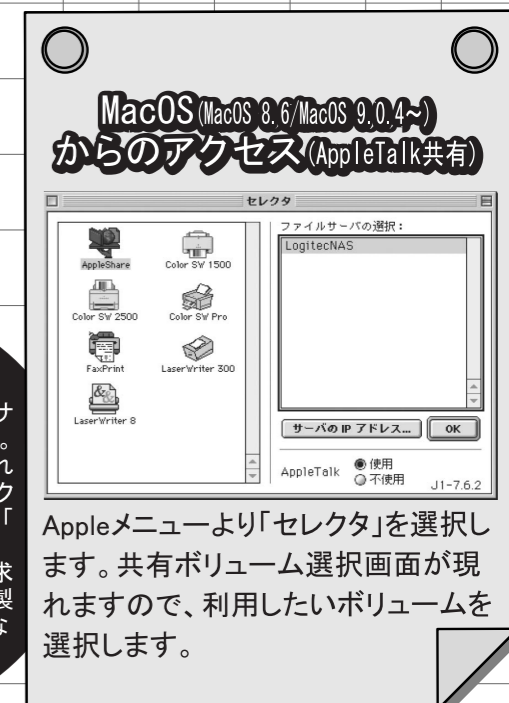 MacOS(MacOS 8.6/MacOS 9.0.4~)
からのアクセス(AppleTalk共有)
セレクタ
AppleShare
Color SW 1500
Color SW 2500
Color SW Pro
FaxPrint
LaserWriter 300
LaserWriter 8
ファイルサーバの選択：
LogitecNAS
サーバの IP アドレス...
OK
AppleTalk
使用
不使用
J1-7.6.2
Appleメニューより「セレクタ」を選択し
ます。共有ボリューム選択画面が現
れますので、利用したいボリュームを
選択します。
サ
。
れ
ク
「
求
製
な